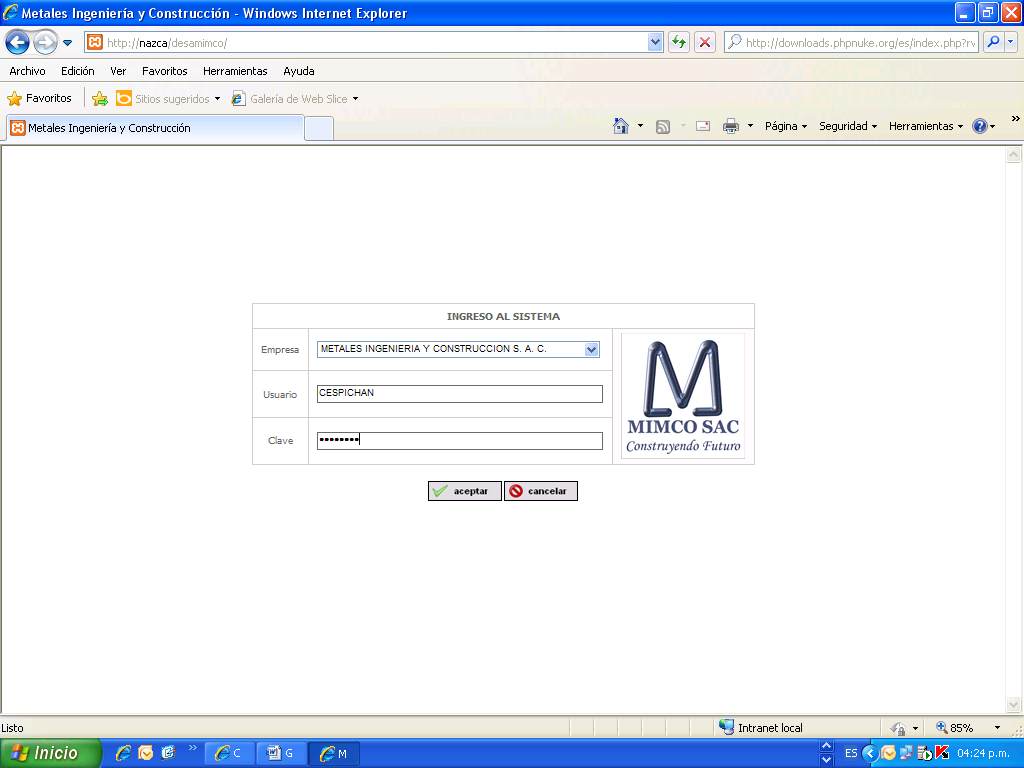 Metales Ingeniería y Construcción - Windows Internet Explorer
http://nazca/desamimco/
http://downloads.phpnuke.org/es/index.php?rv
Archivo Edición Ver Favoritos Herramientas Ayuda
Favoritos Sitios sugeridos Galería de Web Slice
Metales Ingeniería y Construcción
Página Seguridad Herramientas »
INGRESO AL SISTEMA
Empresa METALES INGENIERIA Y CONSTRUCCION S. A. C.
Usuario CESPICHAN
Clave ••••••••
M
MIMCO SAC
Construyendo Futuro
aceptar cancelar
Listo Intranet local 85%
Inicio » C G M ES 04:24 p.m.